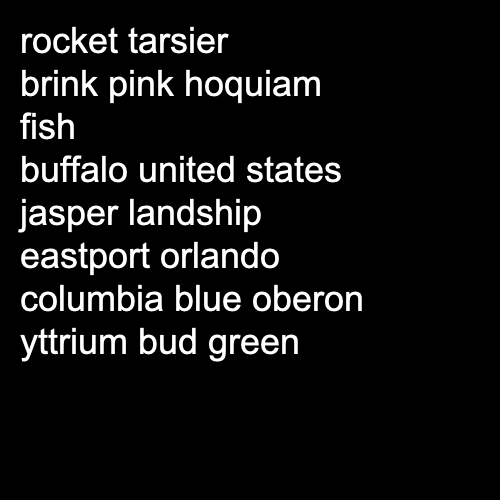 rocket tarsier
brink pink hoquiam
fish
buffalo united states
jasper landship
eastport orlando
columbia blue oberon
yttrium bud green